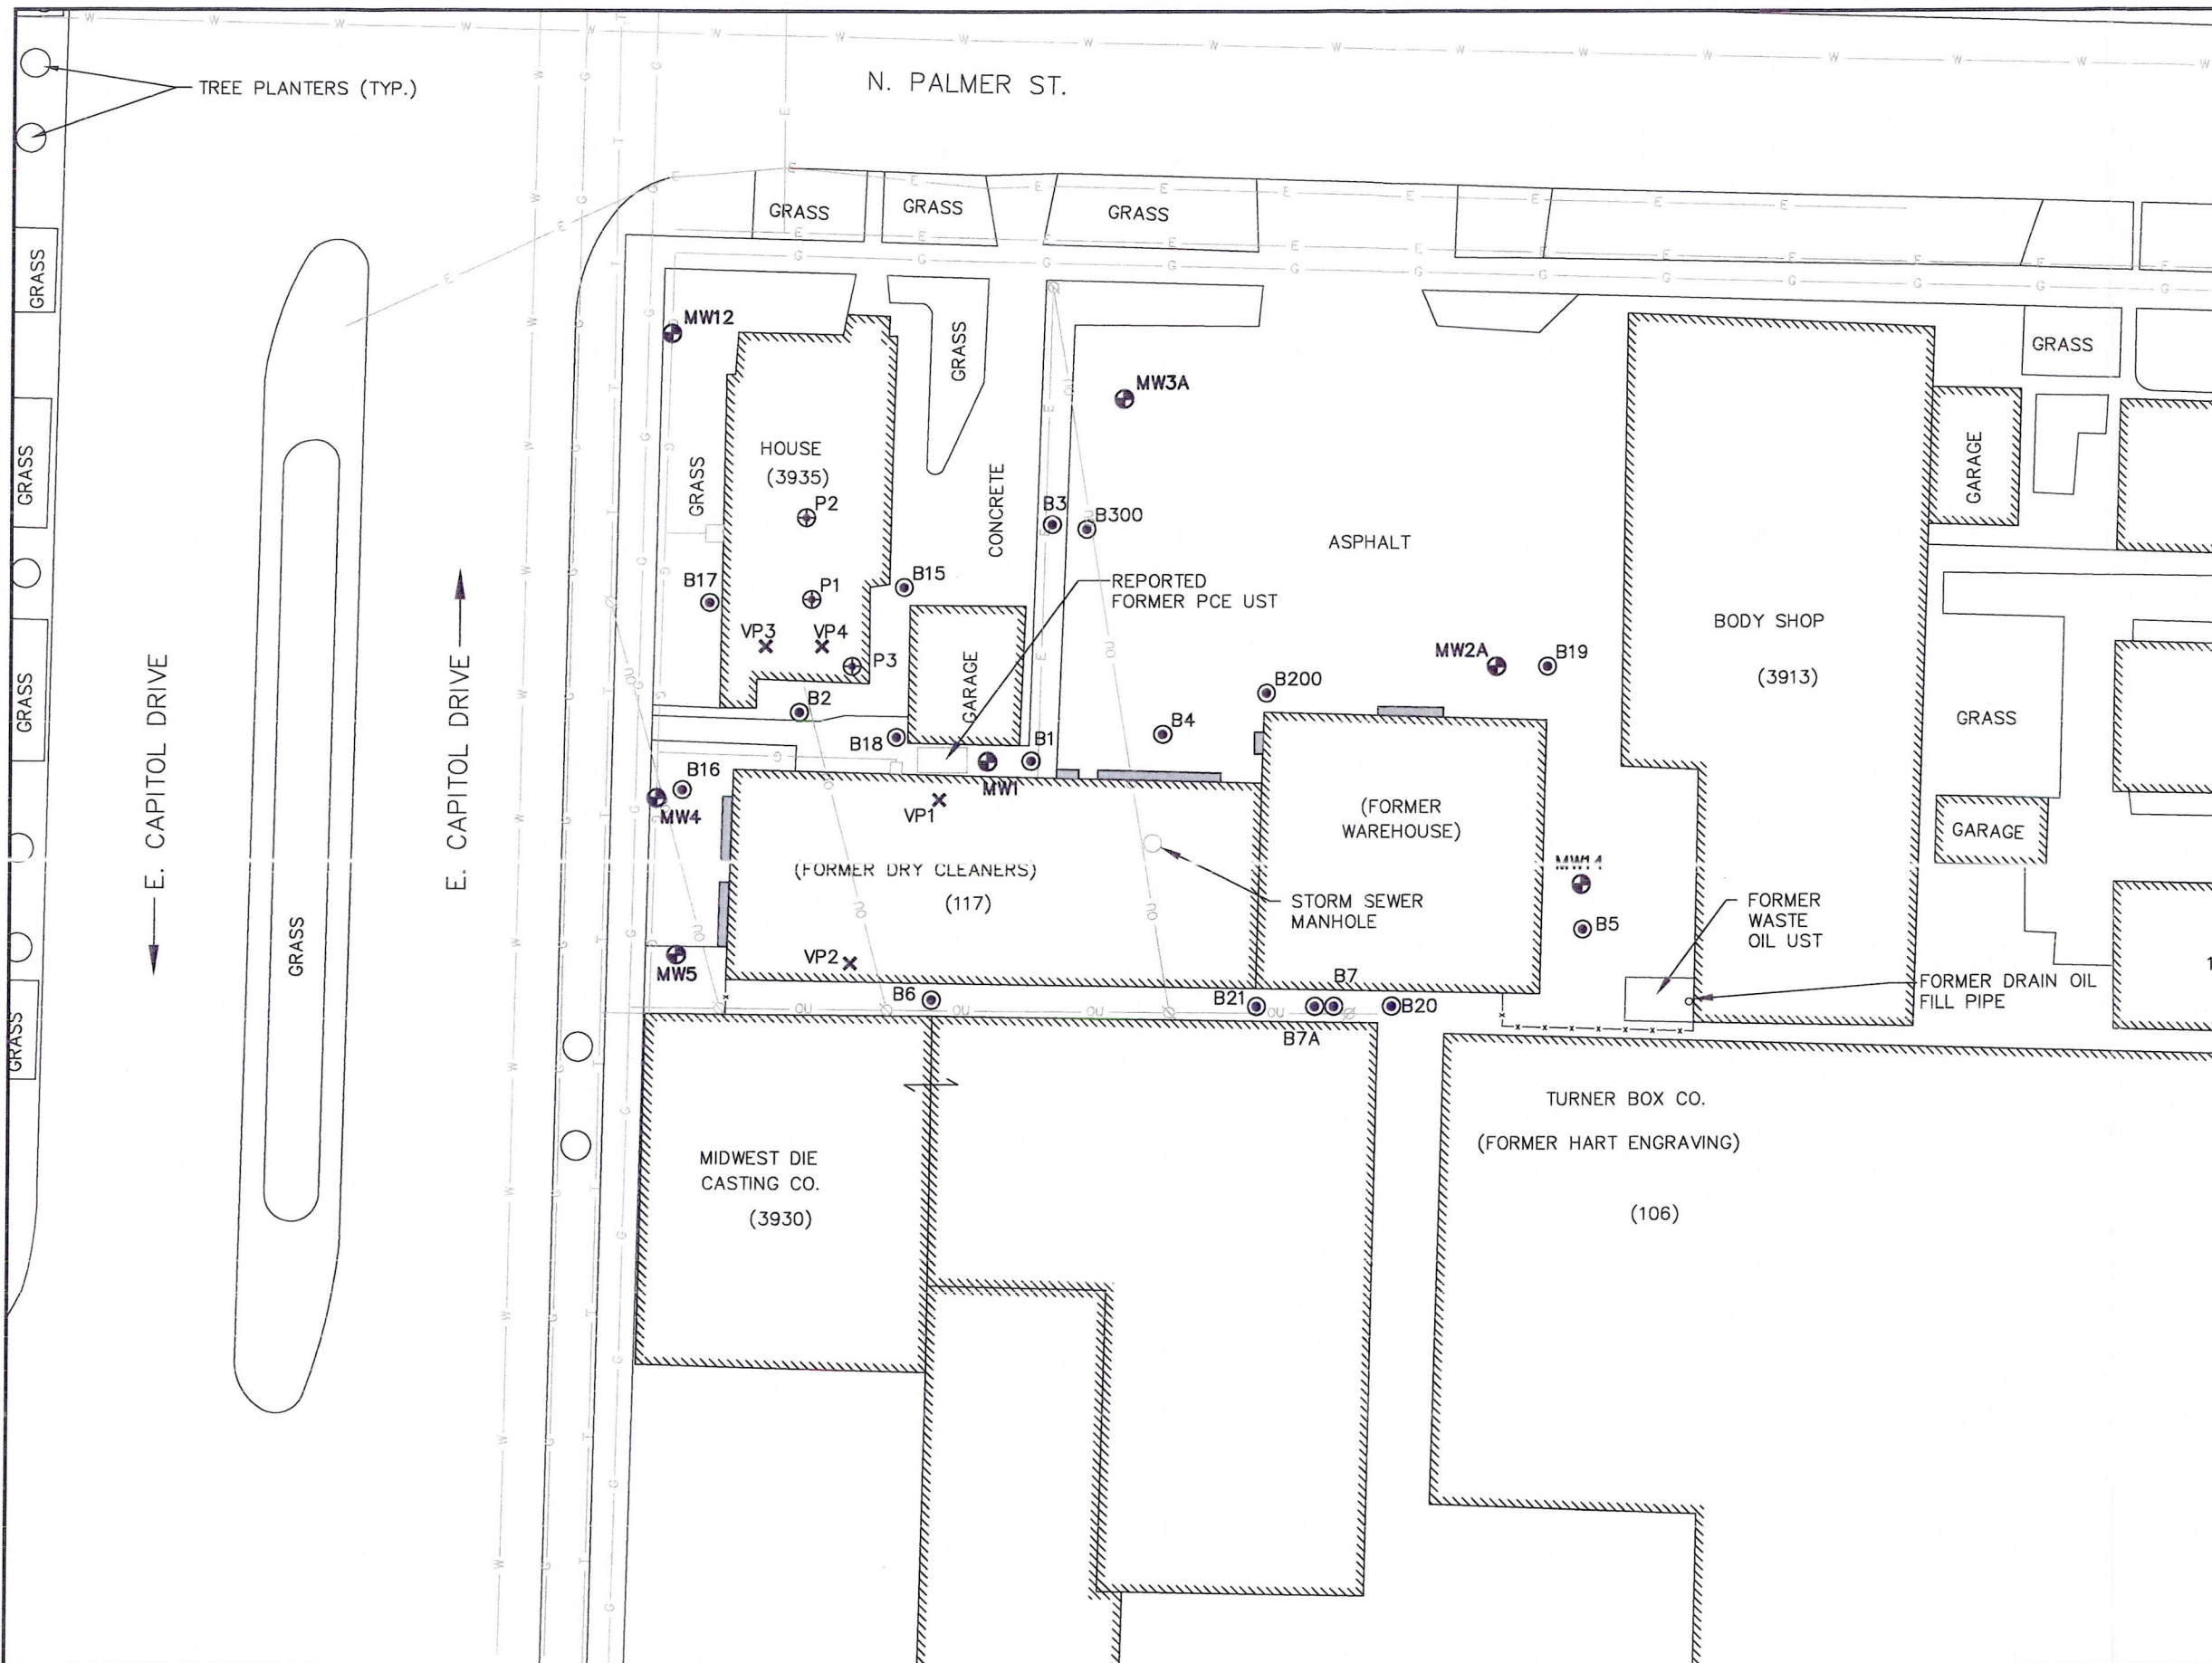 N. PALMER ST.
TREE PLANTERS (TYP.)
GRASS
GRASS
GRASS
GRASS
MW12
GRASS
GRASS
MW3A
HOUSE
(3935)
GRASS
GRASS
GARAGE
P2
CONCRETE
B3
B300
ASPHALT
GRASS
B17
P1
B15
REPORTED
FORMER PCE UST
BODY SHOP
(3913)
VP3
VP4
P3
GARAGE
MW2A
B19
B200
GRASS
E. CAPITOL DRIVE
E. CAPITOL DRIVE
GRASS
B2
B18
B1
B4
B16
MW4
MW1
VP1
(FORMER
WAREHOUSE)
GARAGE
(FORMER DRY CLEANERS)
(117)
MW14
STORM SEWER
MANHOLE
FORMER
WASTE
OIL UST
B5
GRASS
VP2
MW5
B6
B21
B7
B20
B7A
FORMER DRAIN OIL
FILL PIPE
1
GRASS
TURNER BOX CO.
(FORMER HART ENGRAVING)
(106)
MIDWEST DIE
CASTING CO.
(3930)